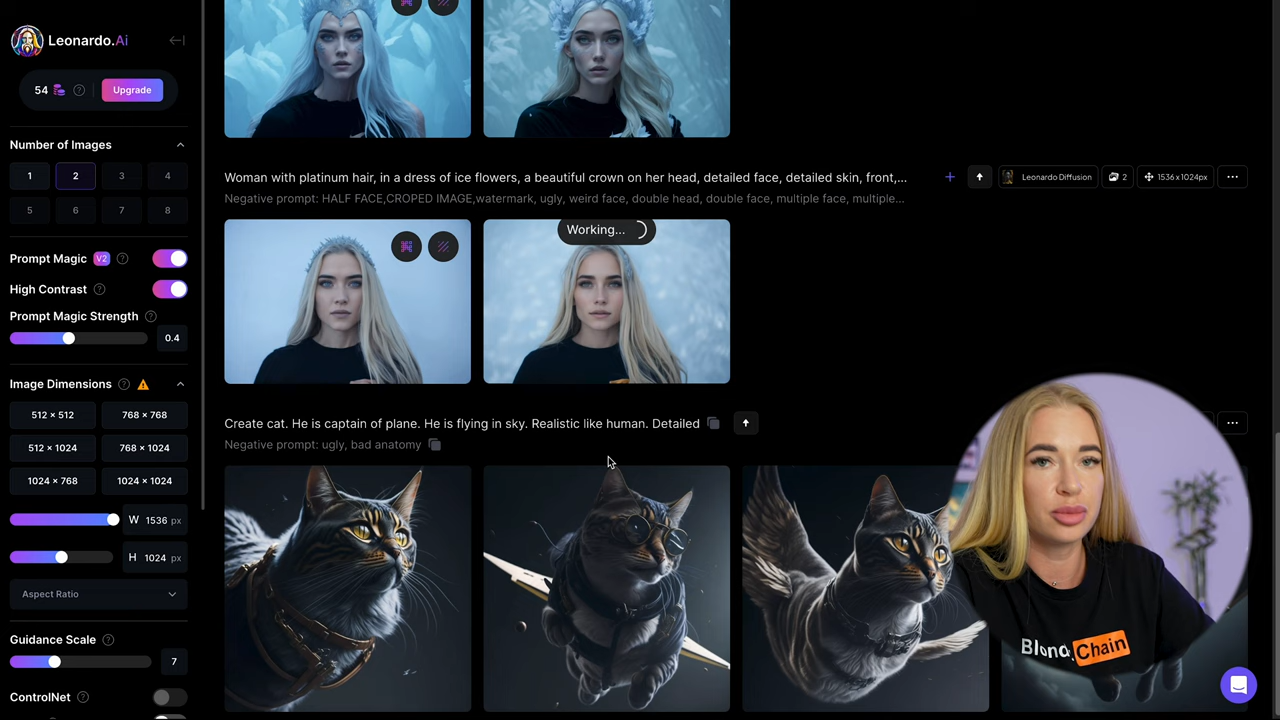 Leonardo.Ai
54
Upgrade
Number of Images
1 2 3 4
5 6 7 8
Prompt Magic V2
High Contrast
Prompt Magic Strength
0.4
Image Dimensions
512 × 512 768 × 768
512 × 1024 768 × 1024
1024 × 768 1024 × 1024
W 1536 px
H 1024 px
Aspect Ratio
Guidance Scale
7
ControlNet
Woman with platinum hair, in a dress of ice flowers, a beautiful crown on her head, detailed face, detailed skin, front,...
Leonardo Diffusion 2 1536 x 1024px
Negative prompt: HALF FACE,CROPED IMAGE,watermark, ugly, weird face, double head, double face, multiple face, multiple...
Working...
Create cat. He is captain of plane. He is flying in sky. Realistic like human. Detailed
Negative prompt: ugly, bad anatomy
Chain